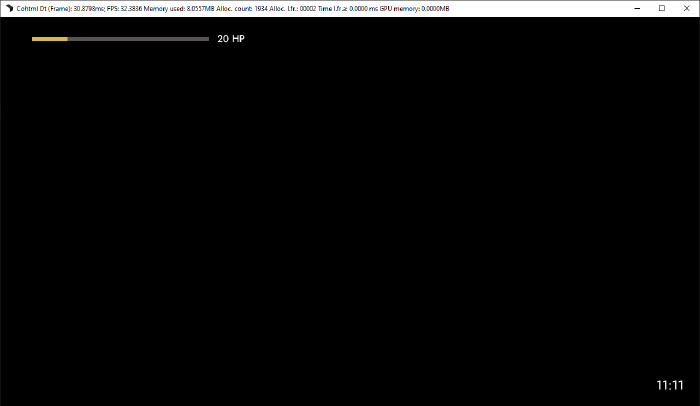 Cohtml Dt (Frame): 30.8798ms; FPS: 32.3836 Memory used: 8.0557MB Alloc. count: 1934 Alloc. Lfr.: 00002 Time l.fr.≥ 0.0000 ms GPU memory: 0.0000MB
20 HP
11:11